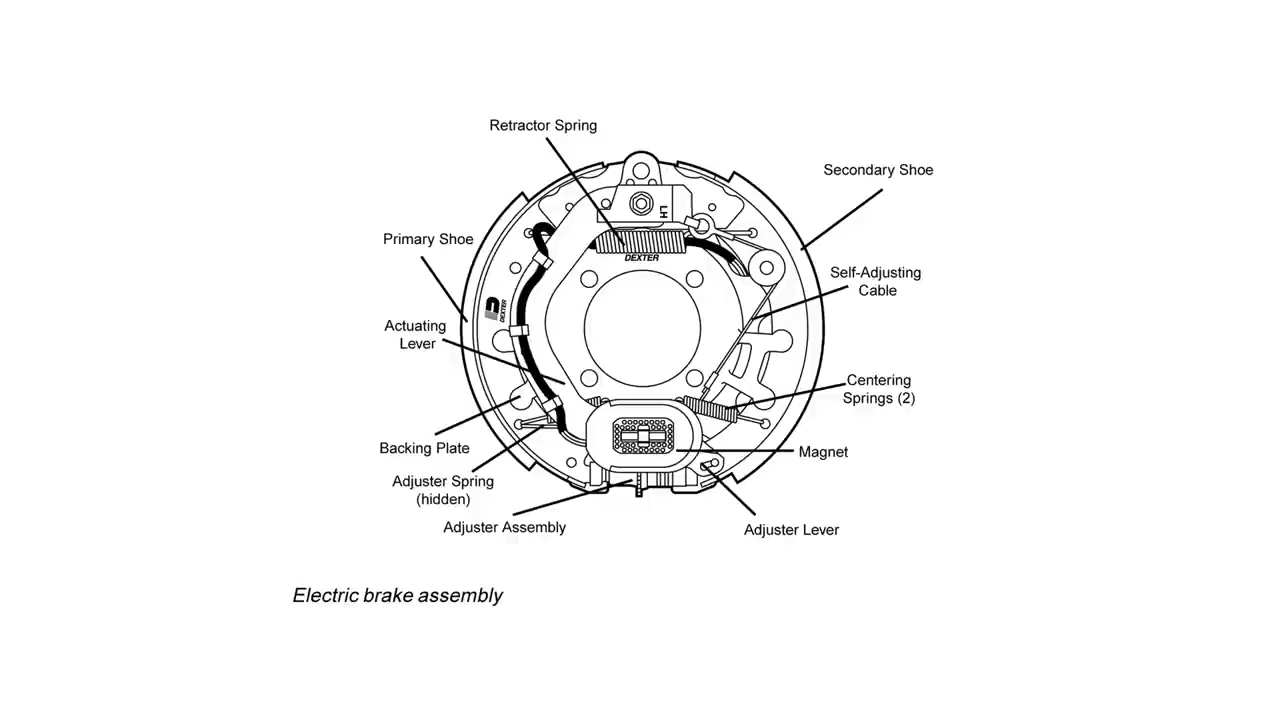 Retractor Spring
Secondary Shoe
LH
Primary Shoe
DEXTER
Self-Adjusting
Cable
DEXTER
Actuating
Lever
Centering
Springs (2)
Backing Plate
Magnet
Adjuster Spring
(hidden)
Adjuster Assembly
Adjuster Lever
Electric brake assembly